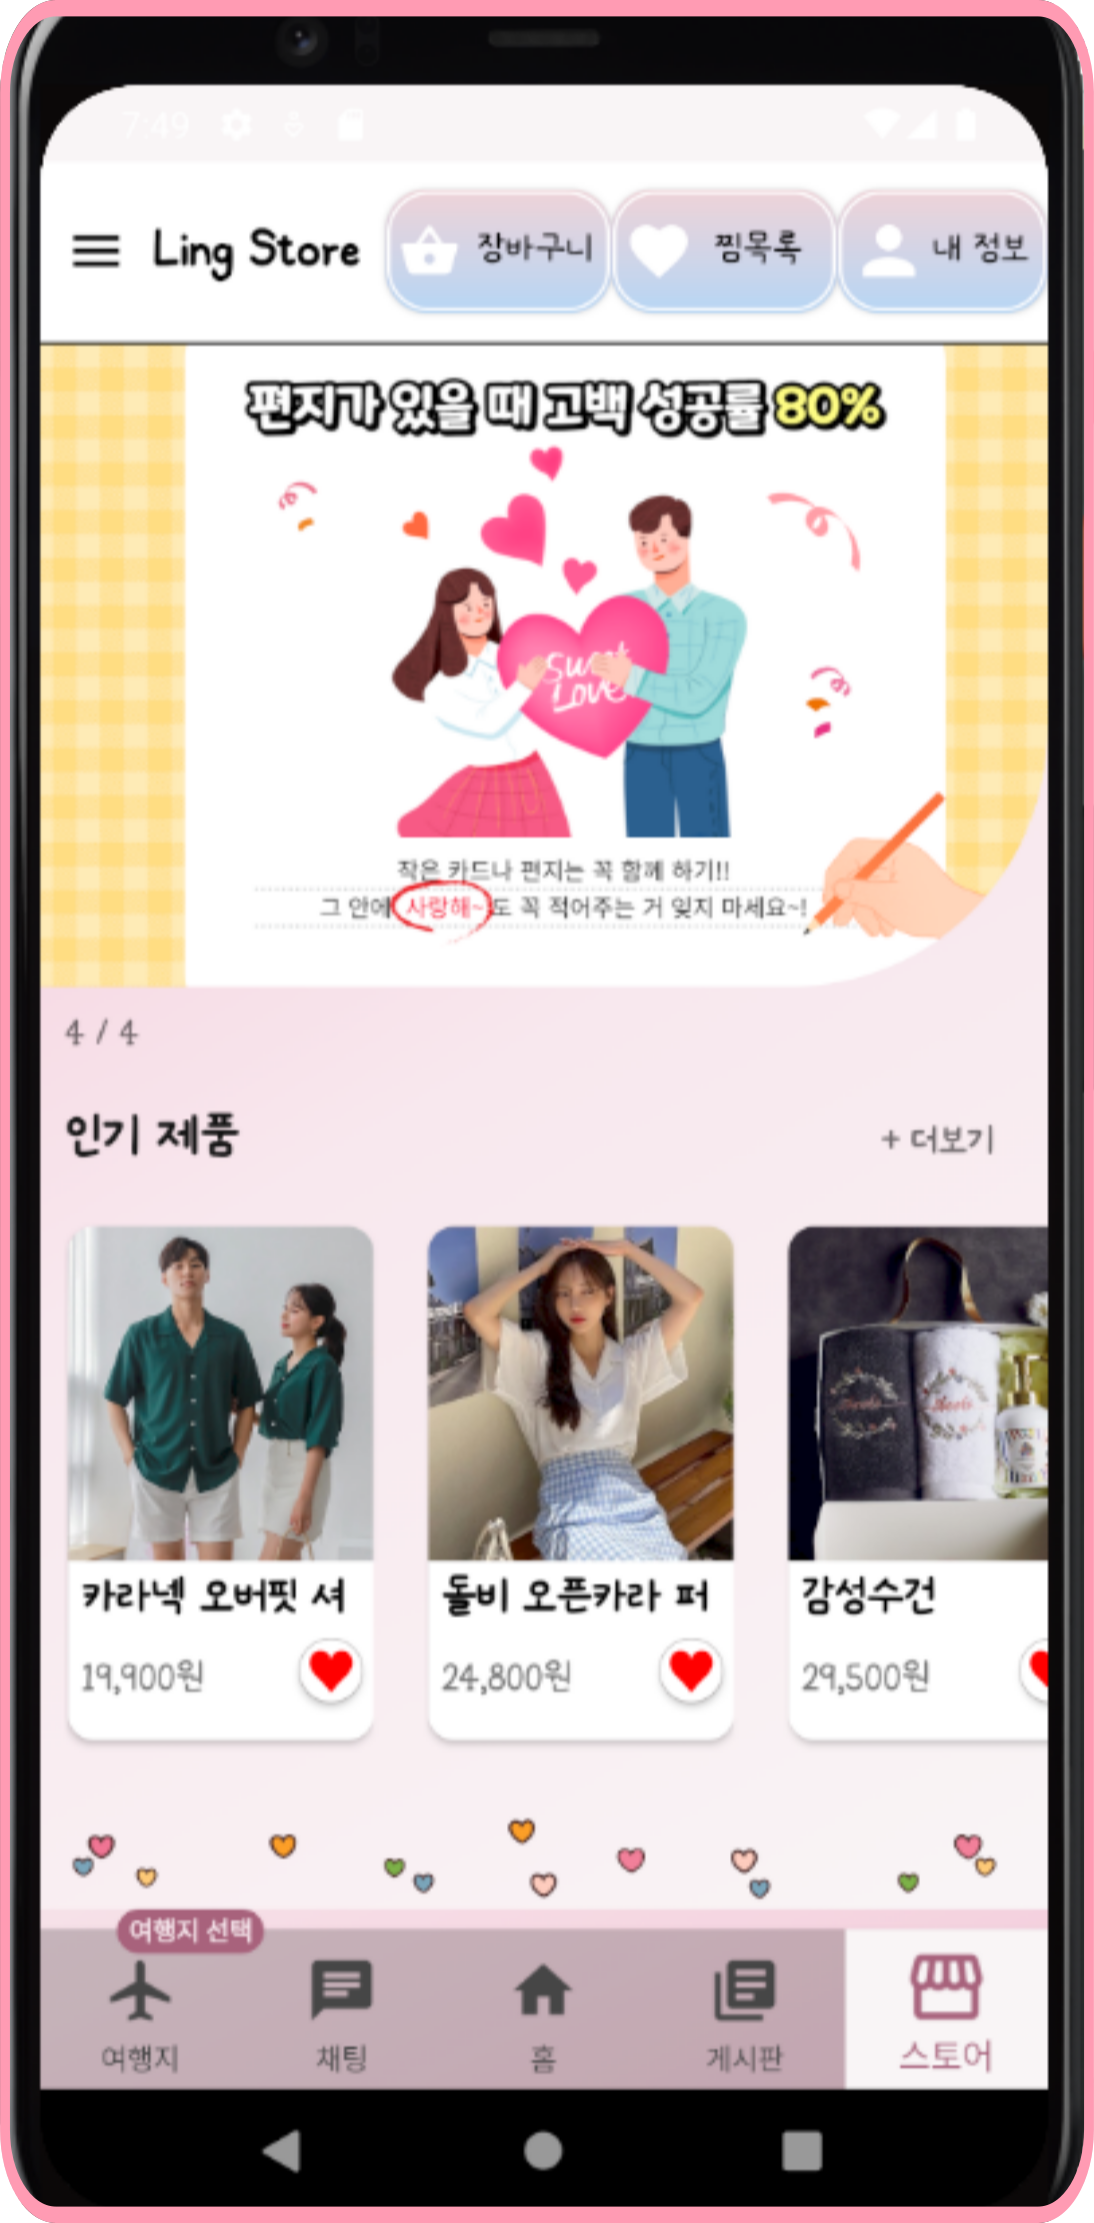 7:49
Ling Store
장바구니
찜목록
내 정보
편지가 있을 때 고백 성공률 80%
Sweet
Love
작은 카드나 편지는 꼭 함께 하기!!
그 안에 사랑해~도 꼭 적어주는 거 잊지 마세요~!
4 / 4
인기 제품
+ 더보기
카라넥 오버핏 셔
돌비 오픈카라 퍼
감성수건
19,900원
24,800원
29,500원
여행지 선택
여행지
채팅
홈
게시판
스토어